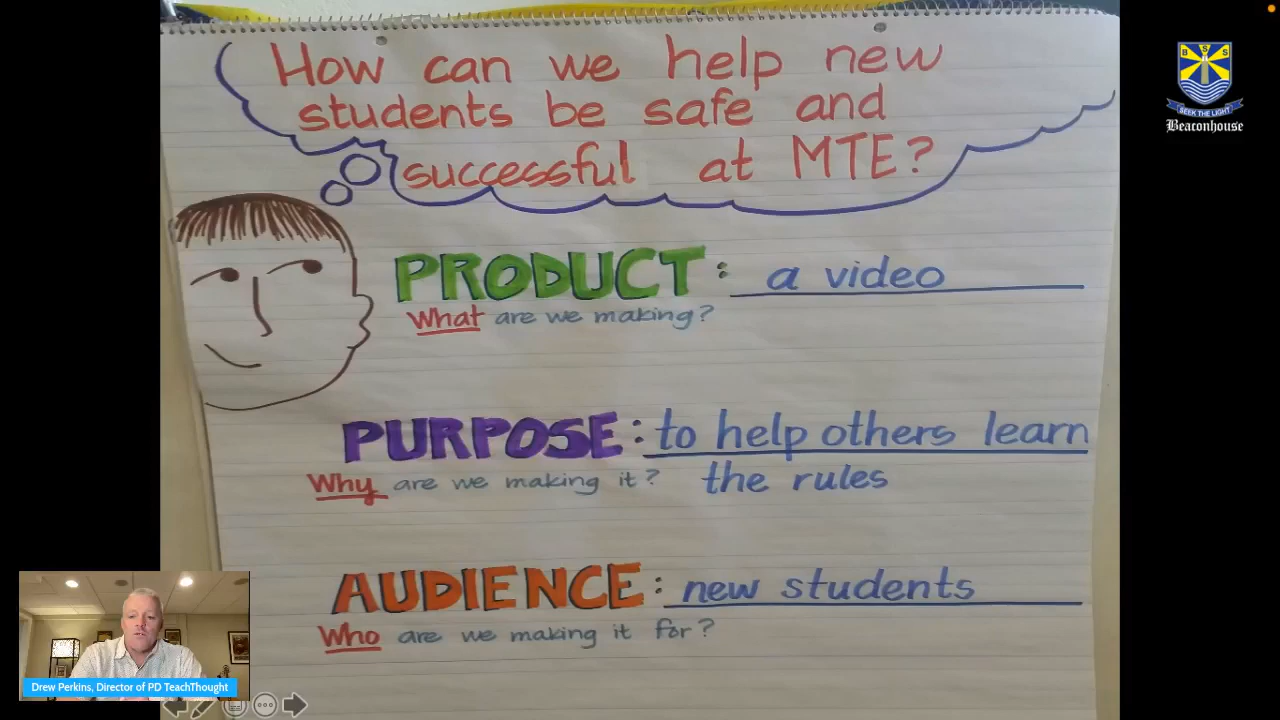 How can we help new
students be safe and
successful at MTE?
PRODUCT: a video
What are we making?
PURPOSE: to help others learn
the rules
Why are we making it?
AUDIENCE: new students
Who are we making it for?
B S S
SEEK THE LIGHT
Beaconhouse
Drew Perkins, Director of PD TeachThought